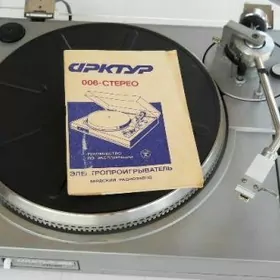 АРКТУР
006-СТЕРЕО
РУКОВОДСТВО
ПО ЭКСПЛУАТАЦИИ
ЭЛЕКТРОПРОИГРЫВАТЕЛЬ